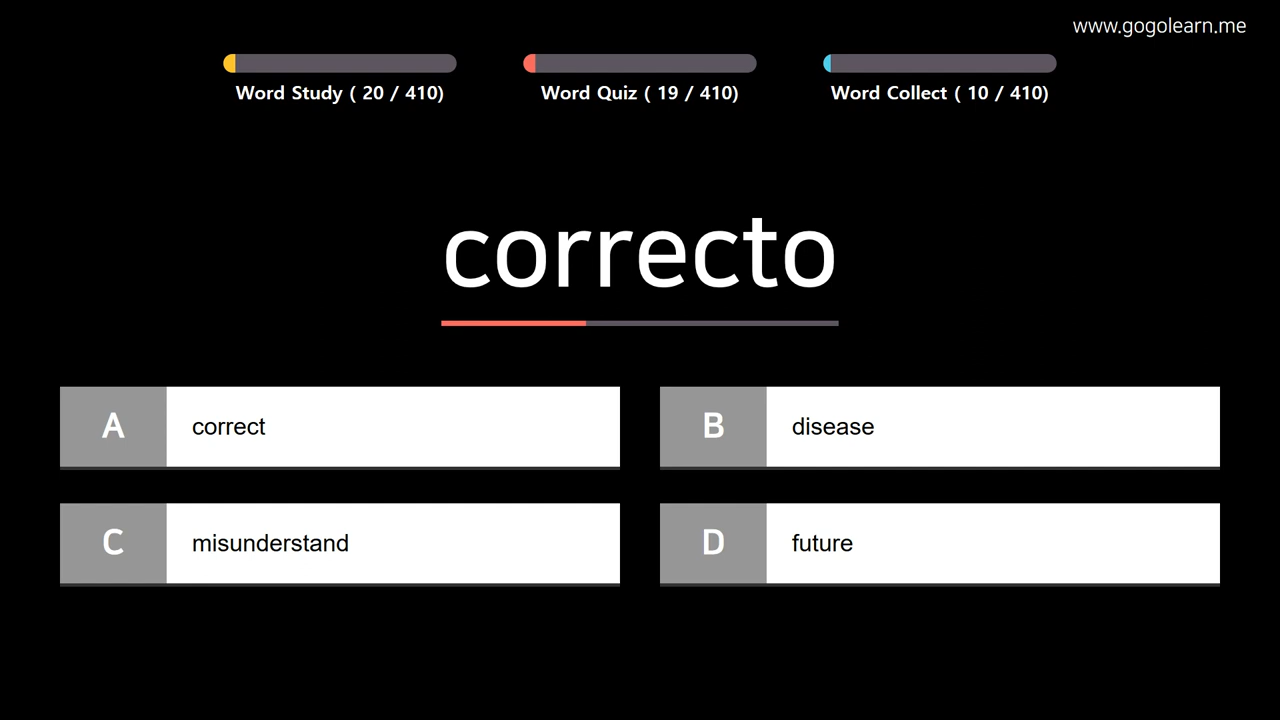 www.gogolearn.me
Word Study ( 20 / 410)
Word Quiz ( 19 / 410)
Word Collect ( 10 / 410)
correcto
A correct
B disease
C misunderstand
D future